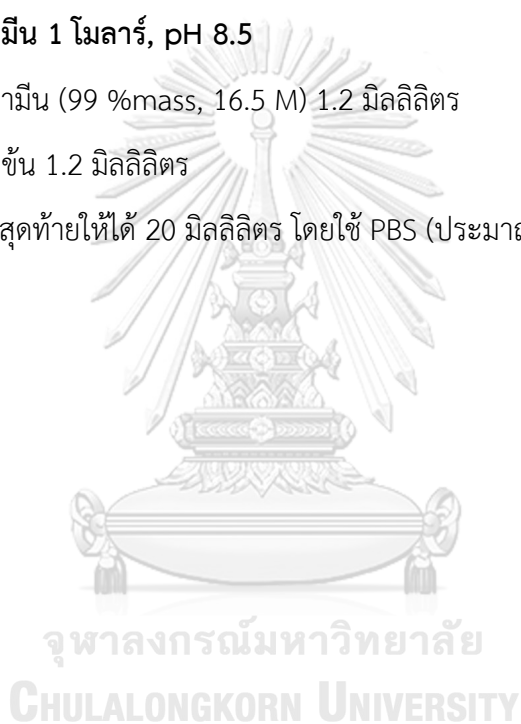 มีน 1 โมลาร์, pH 8.5
ามีน (99 %mass, 16.5 M) 1.2 มิลลิลิตร
ข้น 1.2 มิลลิลิตร
สุดท้ายให้ได้ 20 มิลลิลิตร โดยใช้ PBS (ประมาณ
จุฬาลงกรณ์มหาวิทยาลัย
CHULALONGKORN UNIVERSITY